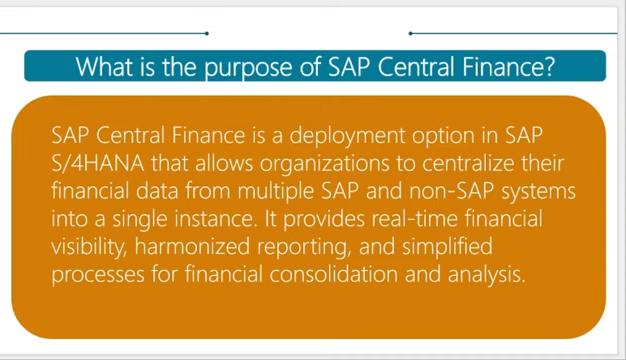 What is the purpose of SAP Central Finance?
SAP Central Finance is a deployment option in SAP
S/4HANA that allows organizations to centralize their
financial data from multiple SAP and non-SAP systems
into a single instance. It provides real-time financial
visibility, harmonized reporting, and simplified
processes for financial consolidation and analysis.